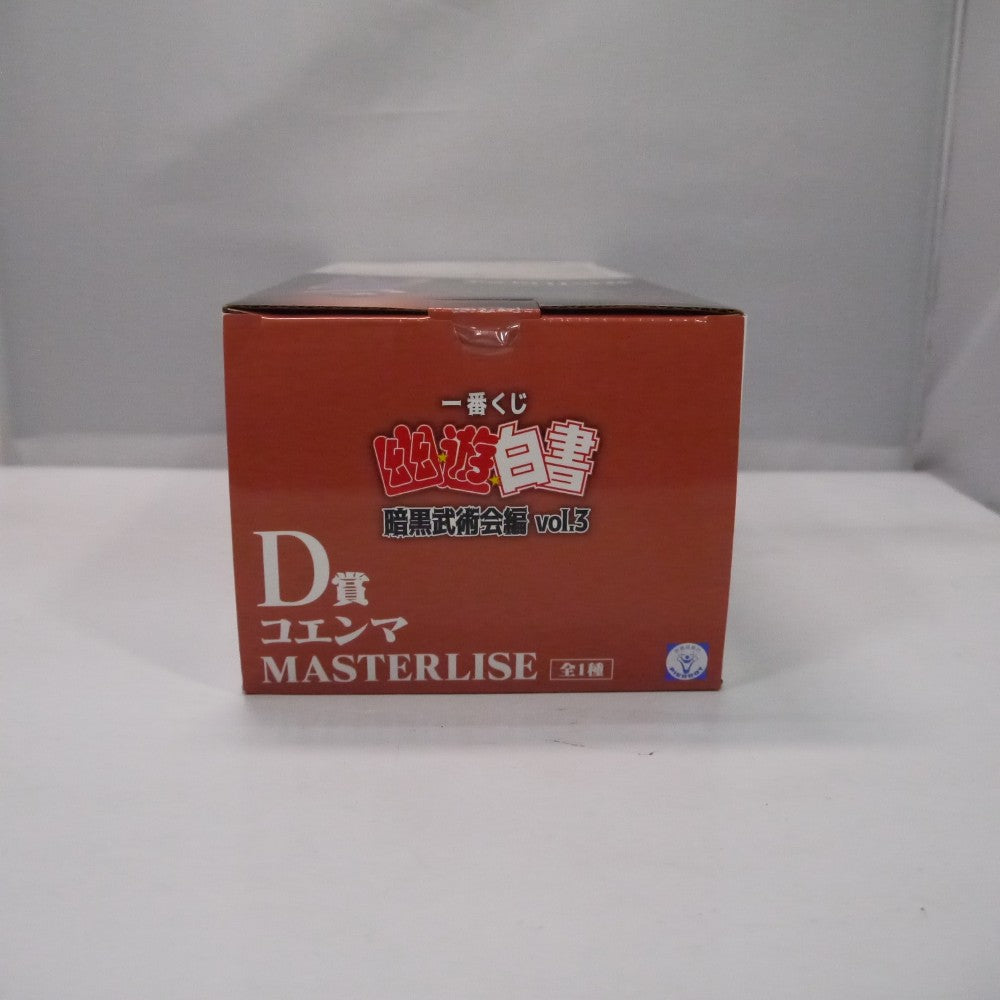 一番くじ
幽☆遊☆白書
暗黒武術会編 vol.3
D賞
コエンマ
MASTERLISE 全1種